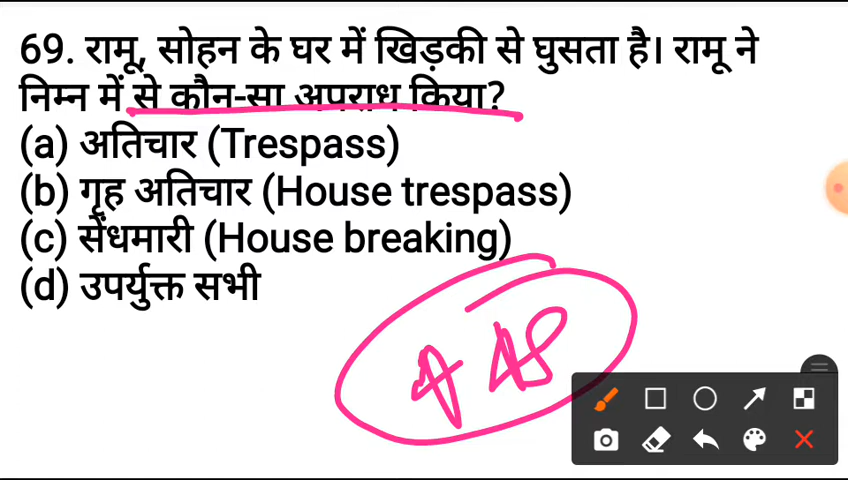 69. रामू, सोहन के घर में खिड़की से घुसता है। रामू ने
निम्न में से कौन-सा अपराध किया?
(a) अतिचार (Trespass)
(b) गृह अतिचार (House trespass)
(c) सेंधमारी (House breaking)
(d) उपर्युक्त सभी